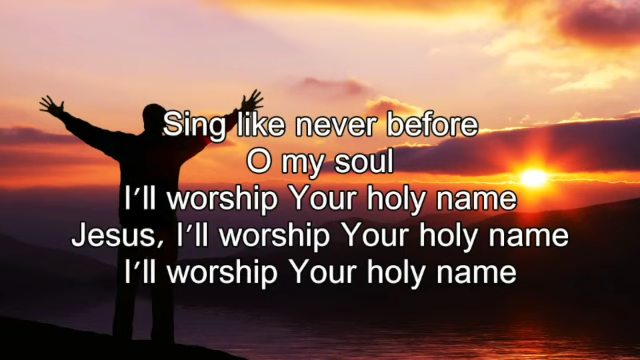 Sing like never before
O my soul
I'll worship Your holy name
Jesus, I'll worship Your holy name
I'll worship Your holy name